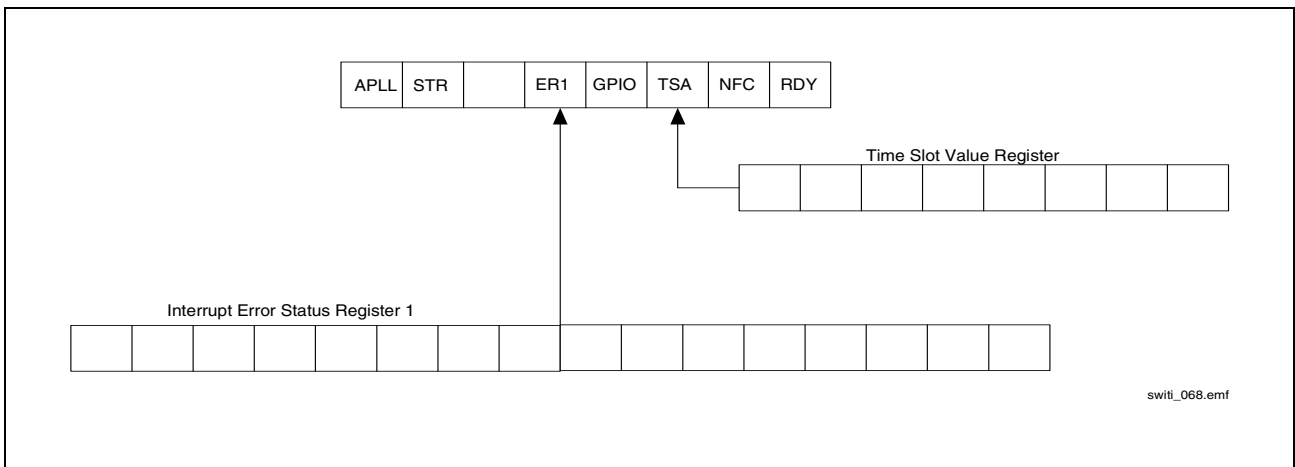 APLL STR ER1 GPIO TSA NFC RDY
Time Slot Value Register
Interrupt Error Status Register 1
switi_068.emf